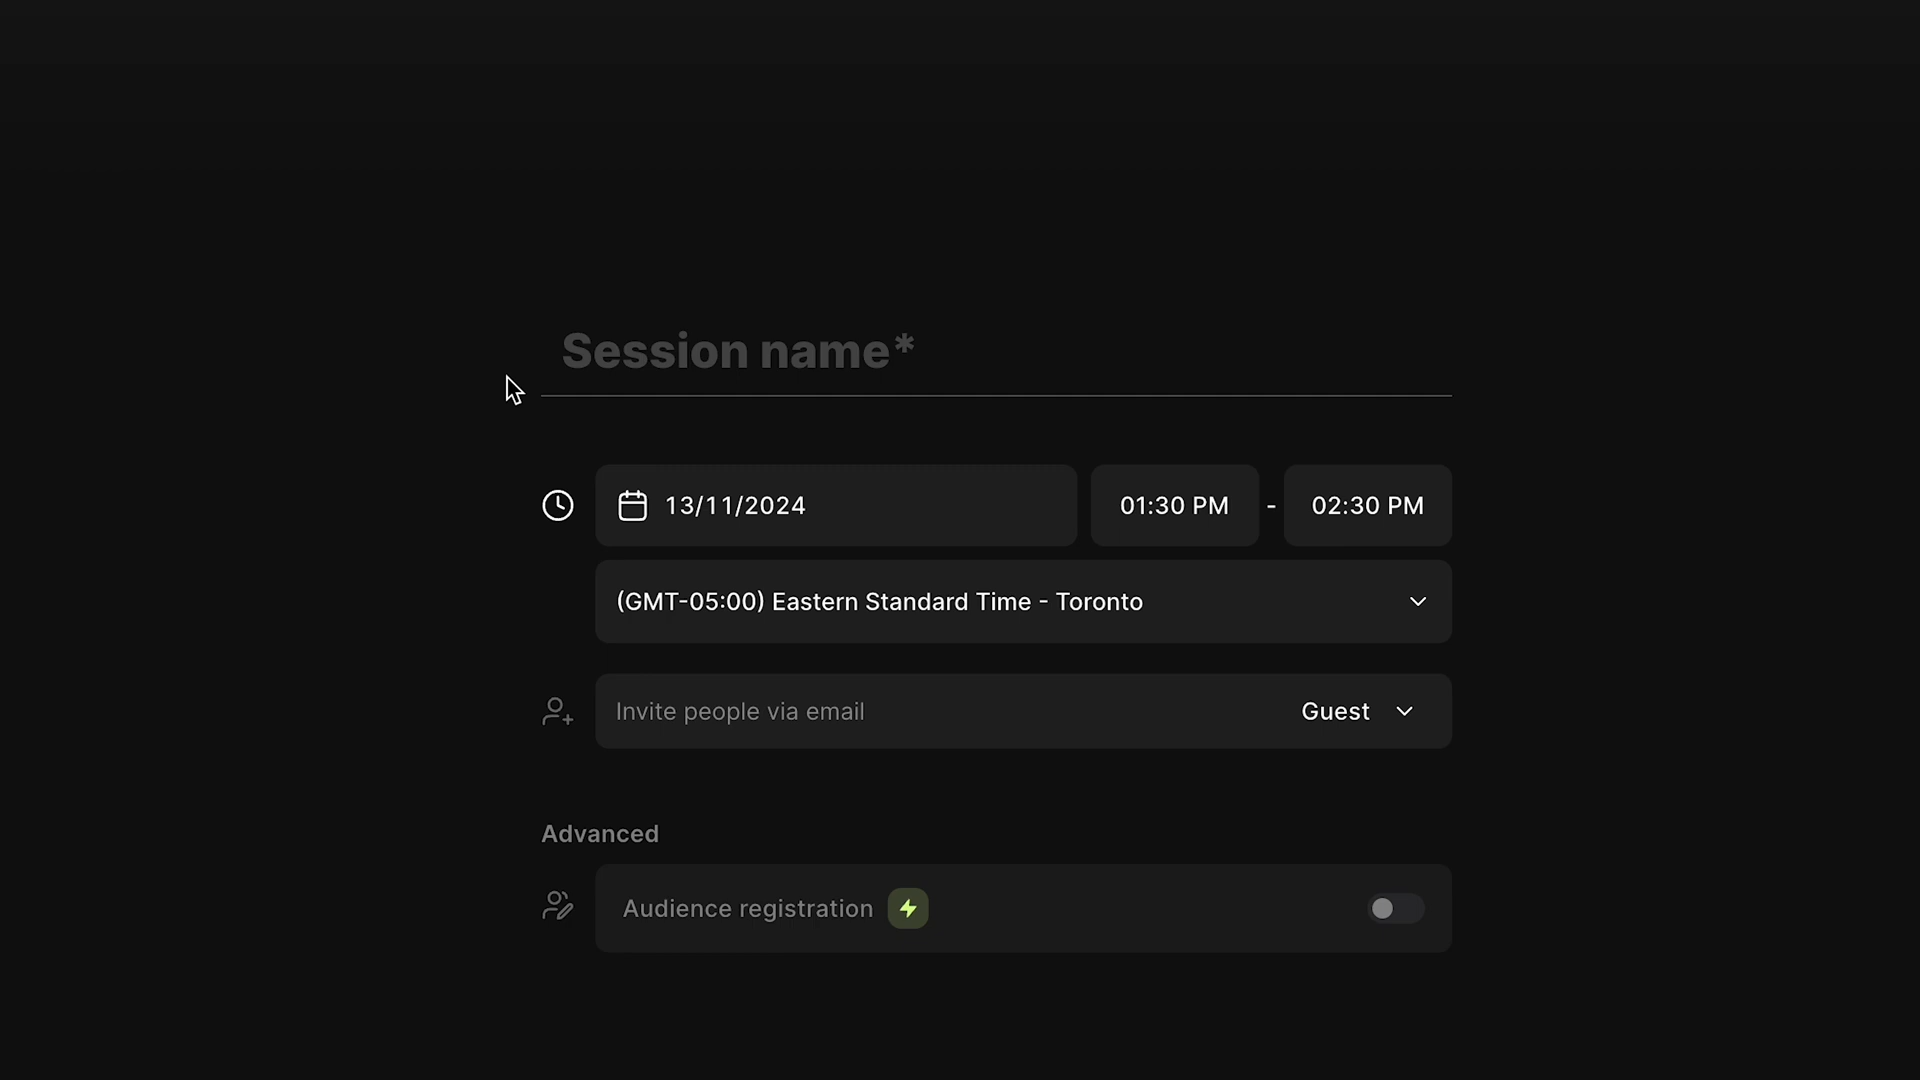 Session name*
13/11/2024 01:30 PM - 02:30 PM
(GMT-05:00) Eastern Standard Time - Toronto
Invite people via email Guest
Advanced
Audience registration